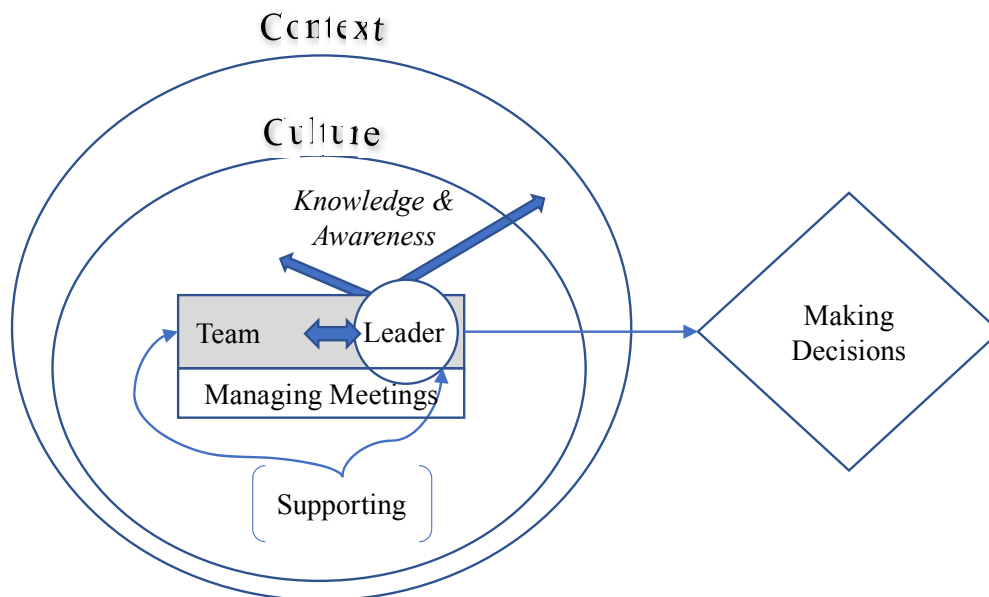 Context
Culture
Knowledge &
Awareness
Team
Leader
Managing Meetings
Supporting
Making
Decisions